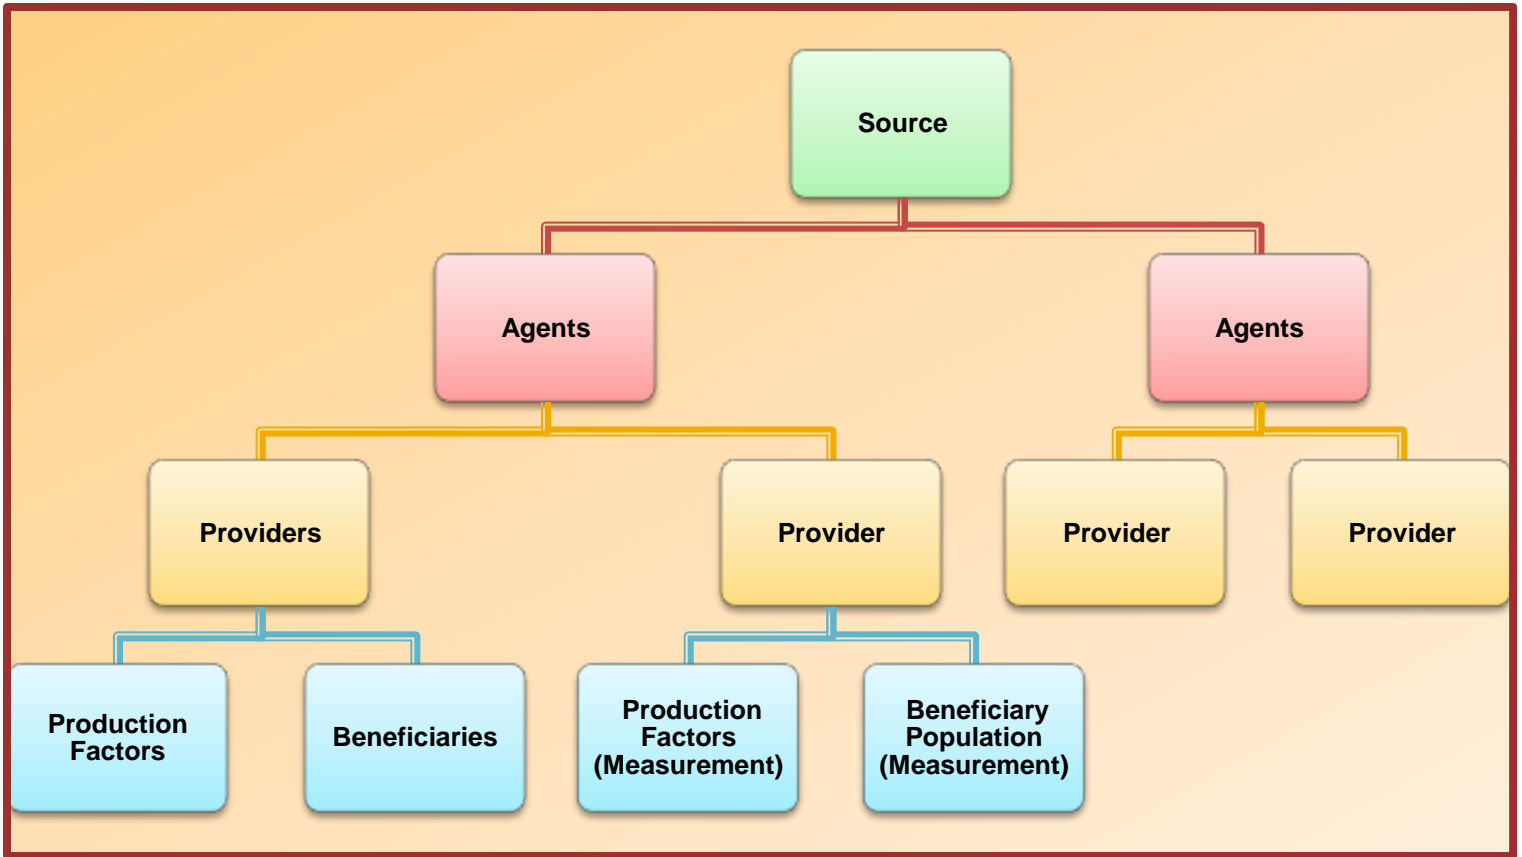 Source
Agents
Agents
Providers
Provider
Provider
Provider
Production
Factors
Beneficiaries
Production
Factors
(Measurement)
Beneficiary
Population
(Measurement)